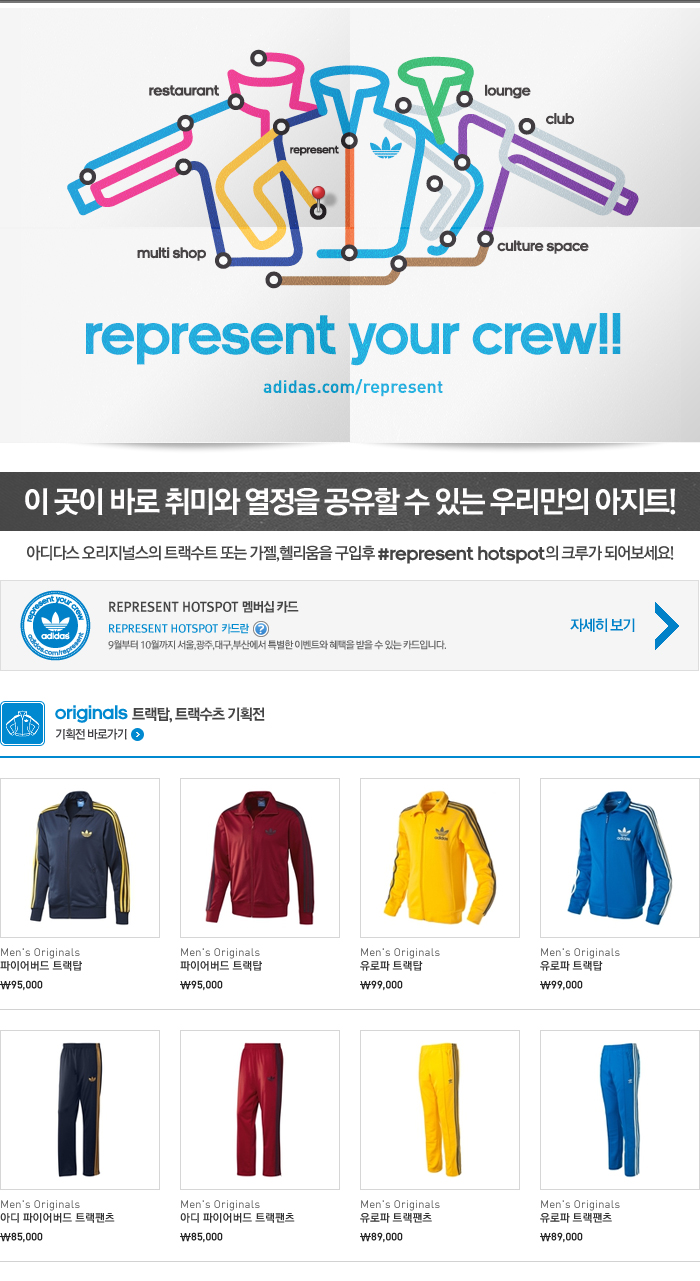 restaurant
lounge
club
represent
multi shop
culture space
represent your crew!!
adidas.com/represent
이 곳이 바로 취미와 열정을 공유할 수 있는 우리만의 아지트!
아디다스 오리지널스의 트랙수트 또는 가젤,헬리움을 구입후 #represent hotspot의 크루가 되어보세요!
represent your crew
adidas
adidas.com/represent
REPRESENT HOTSPOT 멤버십 카드
REPRESENT HOTSPOT 카드란 ?
9월부터 10월까지 서울,광주,대구,부산에서 특별한 이벤트와 혜택을 받을 수 있는 카드입니다.
자세히 보기
originals 트랙탑, 트랙수츠 기획전
기획전 바로가기
Men's Originals
파이어버드 트랙탑
₩95,000
Men's Originals
파이어버드 트랙탑
₩95,000
Men's Originals
유로파 트랙탑
₩99,000
Men's Originals
유로파 트랙탑
₩99,000
Men's Originals
아디 파이어버드 트랙팬츠
₩85,000
Men's Originals
아디 파이어버드 트랙팬츠
₩85,000
Men's Originals
유로파 트랙팬츠
₩89,000
Men's Originals
유로파 트랙팬츠
₩89,000